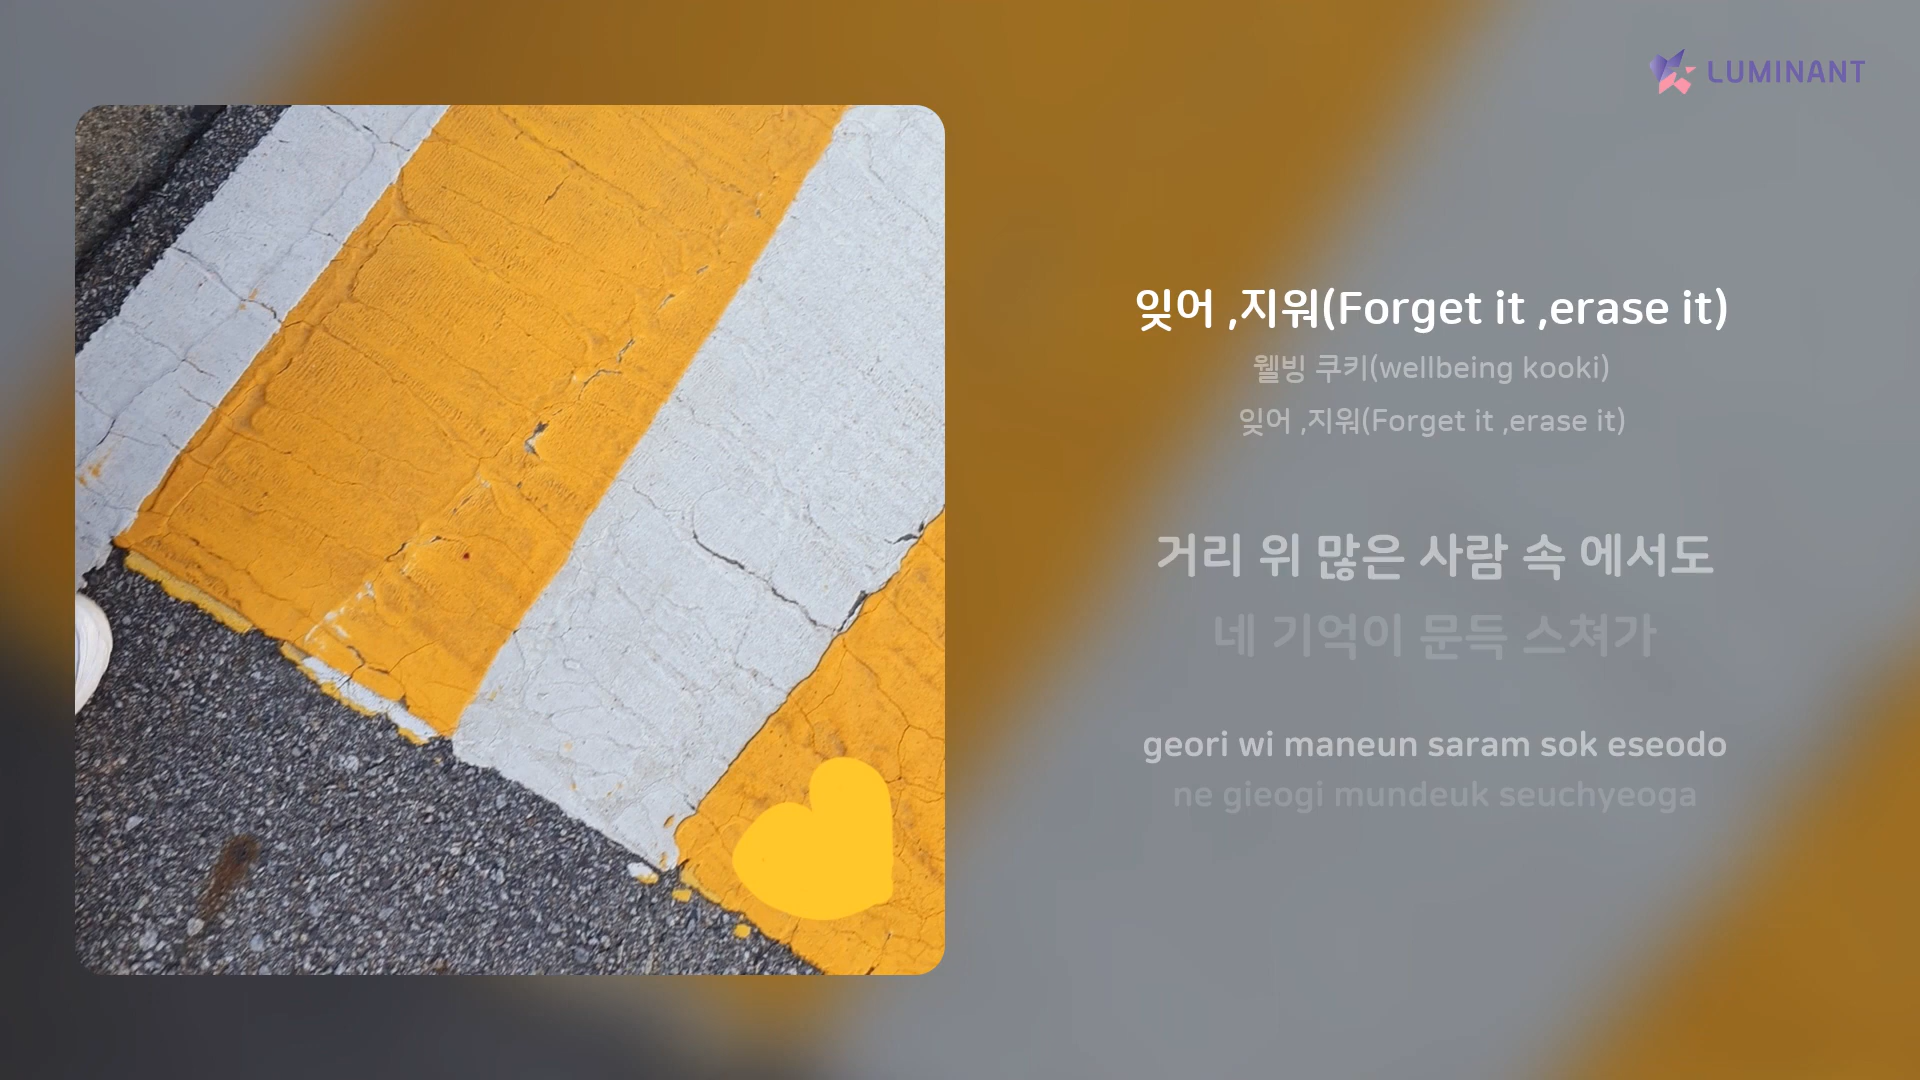 LUMINANT
잊어 ,지워(Forget it ,erase it)
웰빙 쿠키(wellbeing kooki)
잊어 ,지워(Forget it ,erase it)
거리 위 많은 사람 속 에서도
네 기억이 문득 스쳐가
geori wi maneun saram sok eseodo
ne gieogi mundeuk seuchyeoga